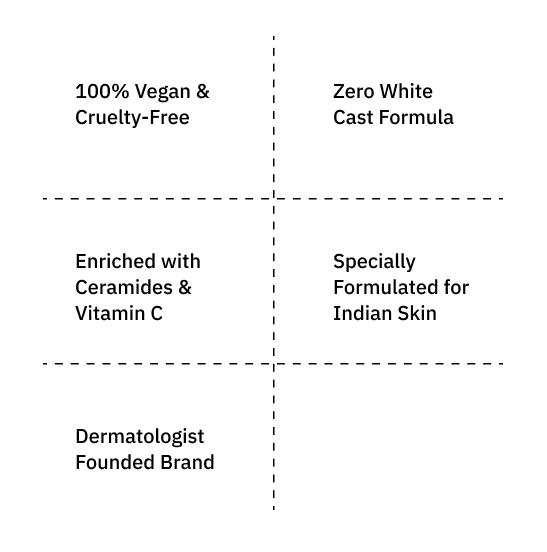 100% Vegan &
Cruelty-Free
Zero White
Cast Formula
Enriched with
Ceramides &
Vitamin C
Specially
Formulated for
Indian Skin
Dermatologist
Founded Brand